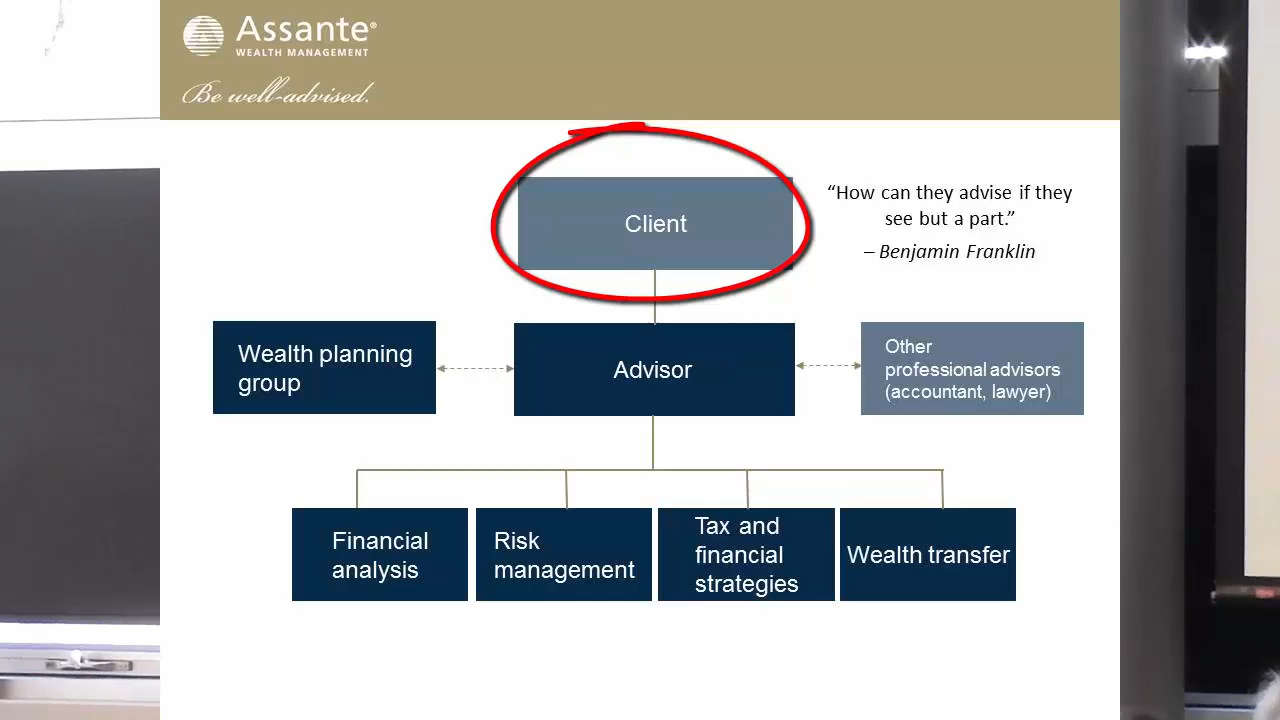 Assante®
WEALTH MANAGEMENT
Be well-advised.
Client
“How can they advise if they
see but a part.”
– Benjamin Franklin
Wealth planning
group
Advisor
Other
professional advisors
(accountant, lawyer)
Financial
analysis
Risk
management
Tax and
financial
strategies
Wealth transfer